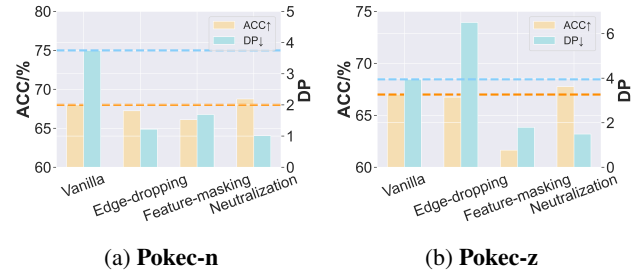 ACC↑
DP↓
ACC/%
80
75
70
65
60
5
4
3
2
1
0
DP
Vanilla
Edge-dropping
Feature-masking
Neutralization
(a) Pokec-n
ACC↑
DP↓
ACC/%
75
70
65
60
6
4
2
0
DP
Vanilla
Edge-dropping
Feature-masking
Neutralization
(b) Pokec-z